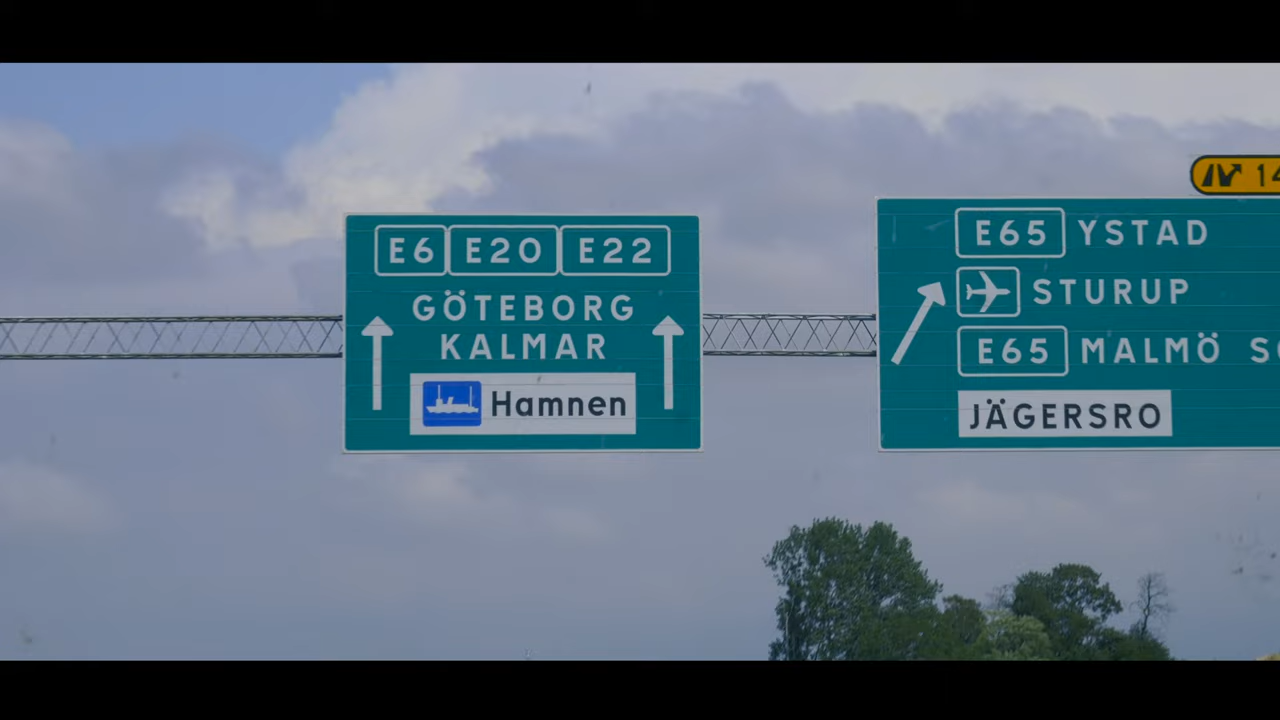 E6 E20 E22
GÖTEBORG
KALMAR
Hamnen
E65 YSTAD
STURUP
E65 MALMÖ
JÄGERSRO